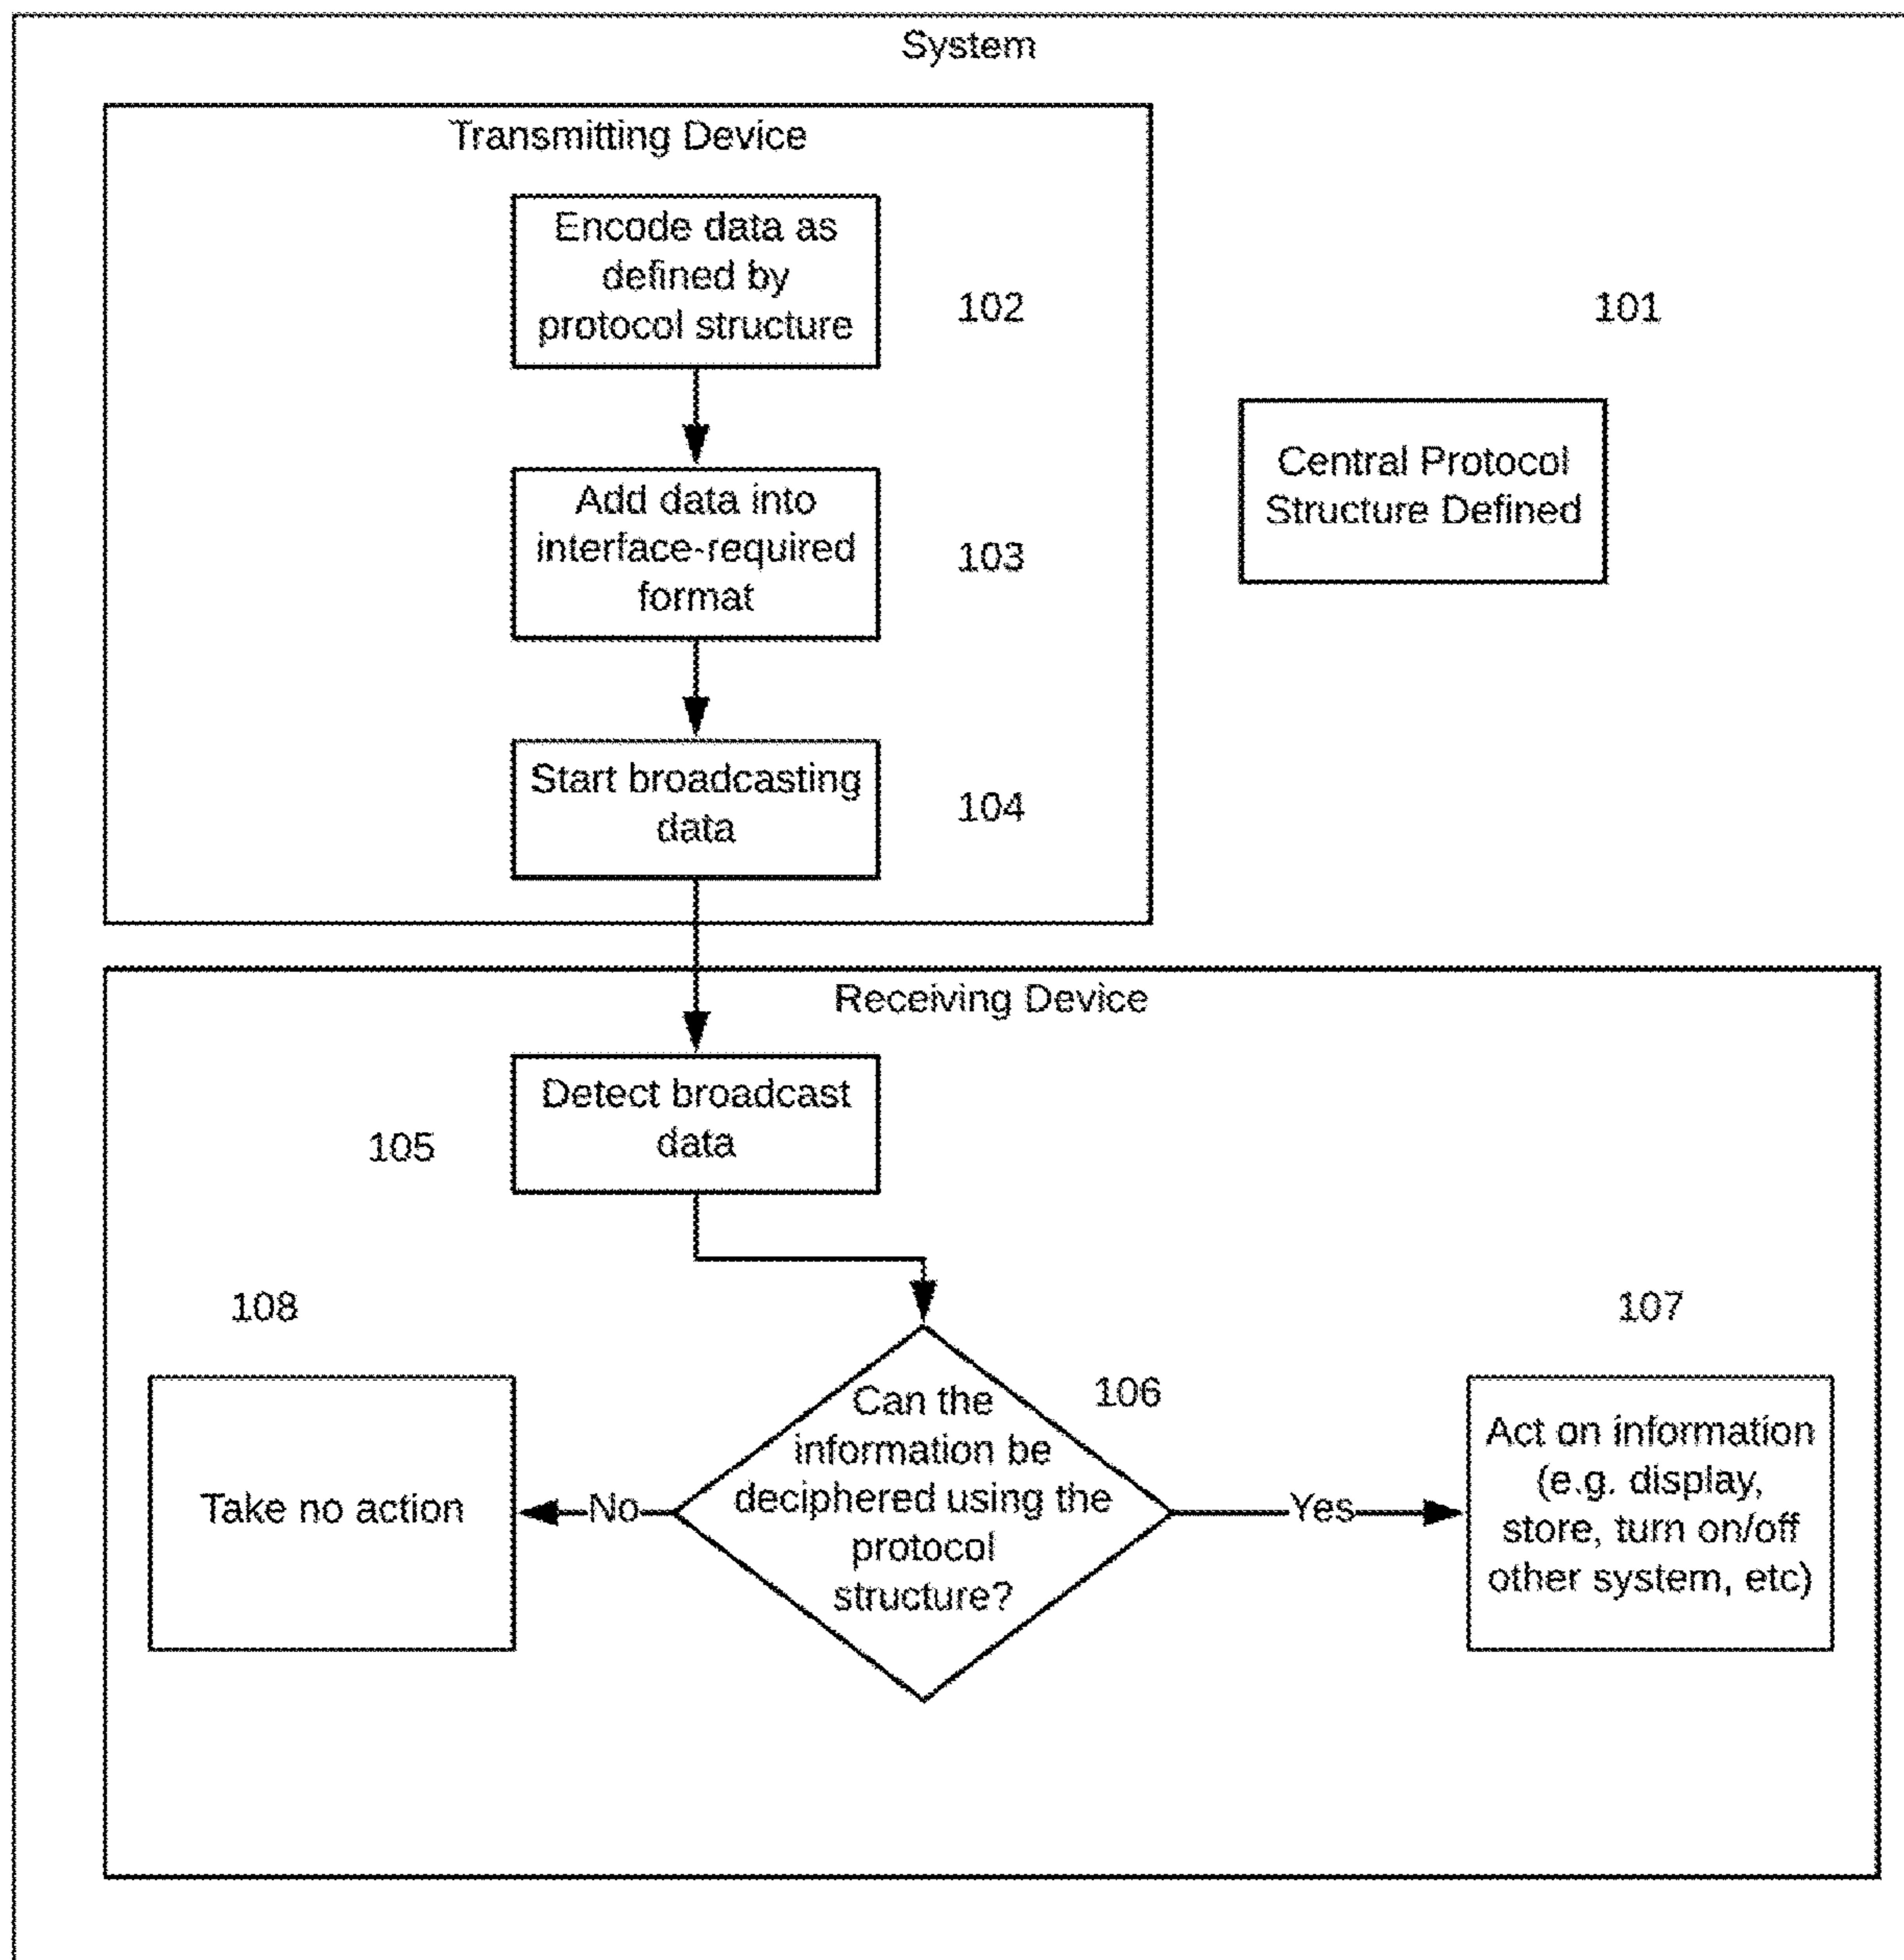 System
Transmitting Device
Encode data as
defined by
protocol structure
102
101
Central Protocol
Structure Defined
Add data into
interface-required
format
103
Start broadcasting
data
104
Receiving Device
Detect broadcast
data
105
108
107
106
Can the
information be
deciphered using the
protocol
structure?
Take no action
No
Yes
Act on information
(e.g. display,
store, turn on/off
other system, etc)